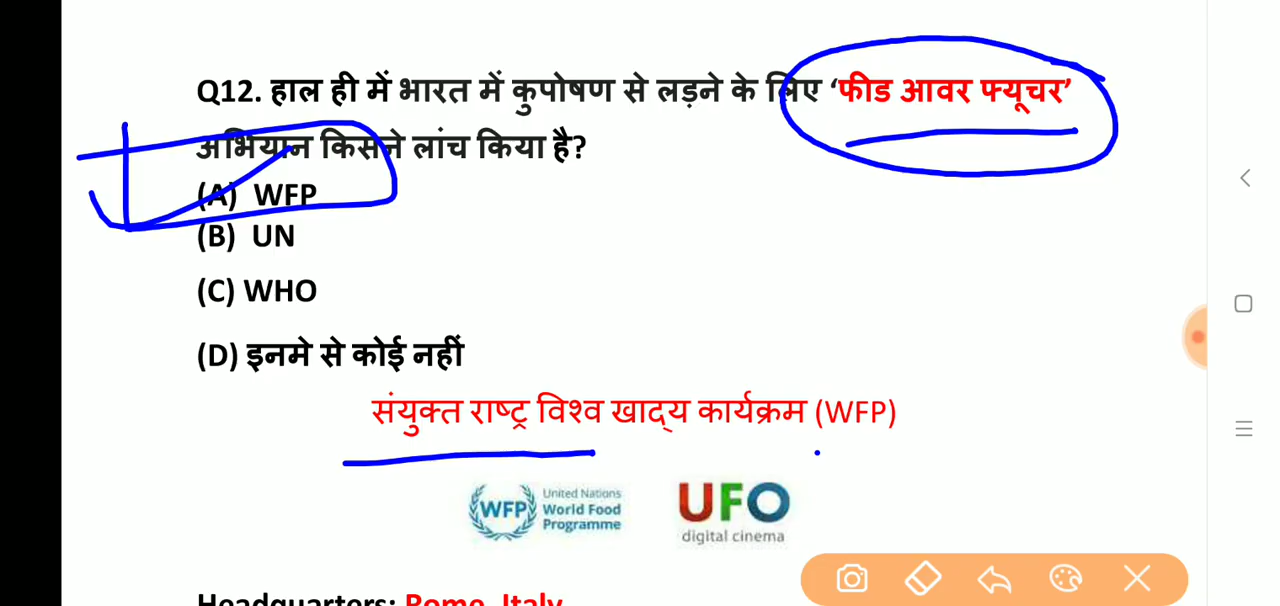 Q12. हाल ही में भारत में कुपोषण से लड़ने के लिए ‘फीड आवर फ्यूचर’
अभियान किसने लांच किया है?
(A) WFP
(B) UN
(C) WHO
(D) इनमे से कोई नहीं
संयुक्त राष्ट्र विश्व खाद्य कार्यक्रम (WFP)
WFP
United Nations
World Food
Programme
UFO
digital cinema
Headquarters: Rome, Italy